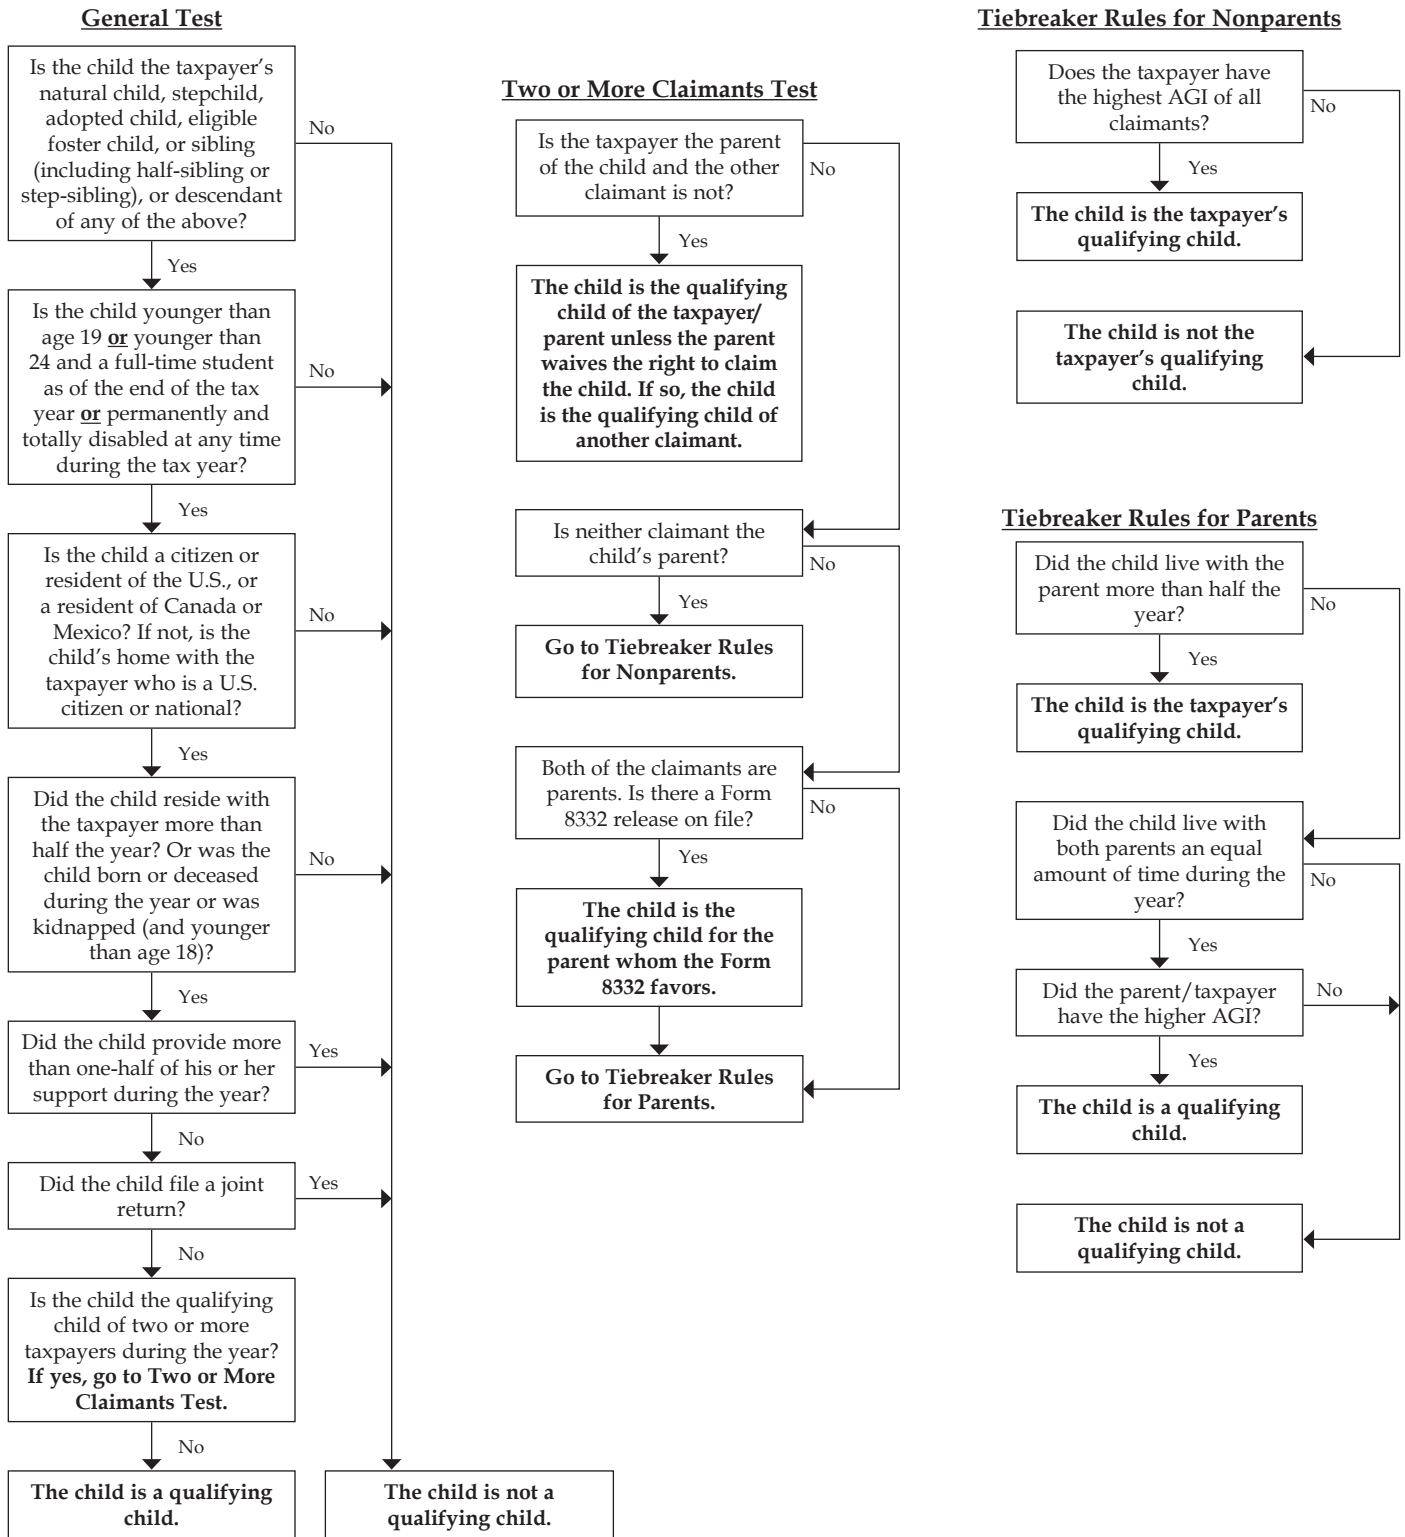 General Test
Is the child the taxpayer's
natural child, stepchild,
adopted child, eligible
foster child, or sibling
(including half-sibling or
step-sibling), or descendant
of any of the above?
No
Yes
Is the child younger than
age 19 or younger than
24 and a full-time student
as of the end of the tax
year or permanently and
totally disabled at any time
during the tax year?
No
Yes
Is the child a citizen or
resident of the U.S., or
a resident of Canada or
Mexico? If not, is the
child's home with the
taxpayer who is a U.S.
citizen or national?
No
Yes
Did the child reside with
the taxpayer more than
half the year? Or was the
child born or deceased
during the year or was
kidnapped (and younger
than age 18)?
No
Yes
Did the child provide more
than one-half of his or her
support during the year?
Yes
No
Did the child file a joint
return?
Yes
No
Is the child the qualifying
child of two or more
taxpayers during the year?
If yes, go to Two or More
Claimants Test.
No
The child is a qualifying
child.
The child is not a
qualifying child.
Two or More Claimants Test
Is the taxpayer the parent
of the child and the other
claimant is not?
No
Yes
The child is the qualifying
child of the taxpayer/
parent unless the parent
waives the right to claim
the child. If so, the child
is the qualifying child of
another claimant.
Is neither claimant the
child's parent?
No
Yes
Go to Tiebreaker Rules
for Nonparents.
Both of the claimants are
parents. Is there a Form
8332 release on file?
No
Yes
The child is the
qualifying child for the
parent whom the Form
8332 favors.
Go to Tiebreaker Rules
for Parents.
Tiebreaker Rules for Nonparents
Does the taxpayer have
the highest AGI of all
claimants?
No
Yes
The child is the taxpayer's
qualifying child.
The child is not the
taxpayer's qualifying
child.
Tiebreaker Rules for Parents
Did the child live with the
parent more than half the
year?
No
Yes
The child is the taxpayer's
qualifying child.
Did the child live with
both parents an equal
amount of time during the
year?
No
Yes
Did the parent/taxpayer
have the higher AGI?
No
Yes
The child is a qualifying
child.
The child is not a
qualifying child.